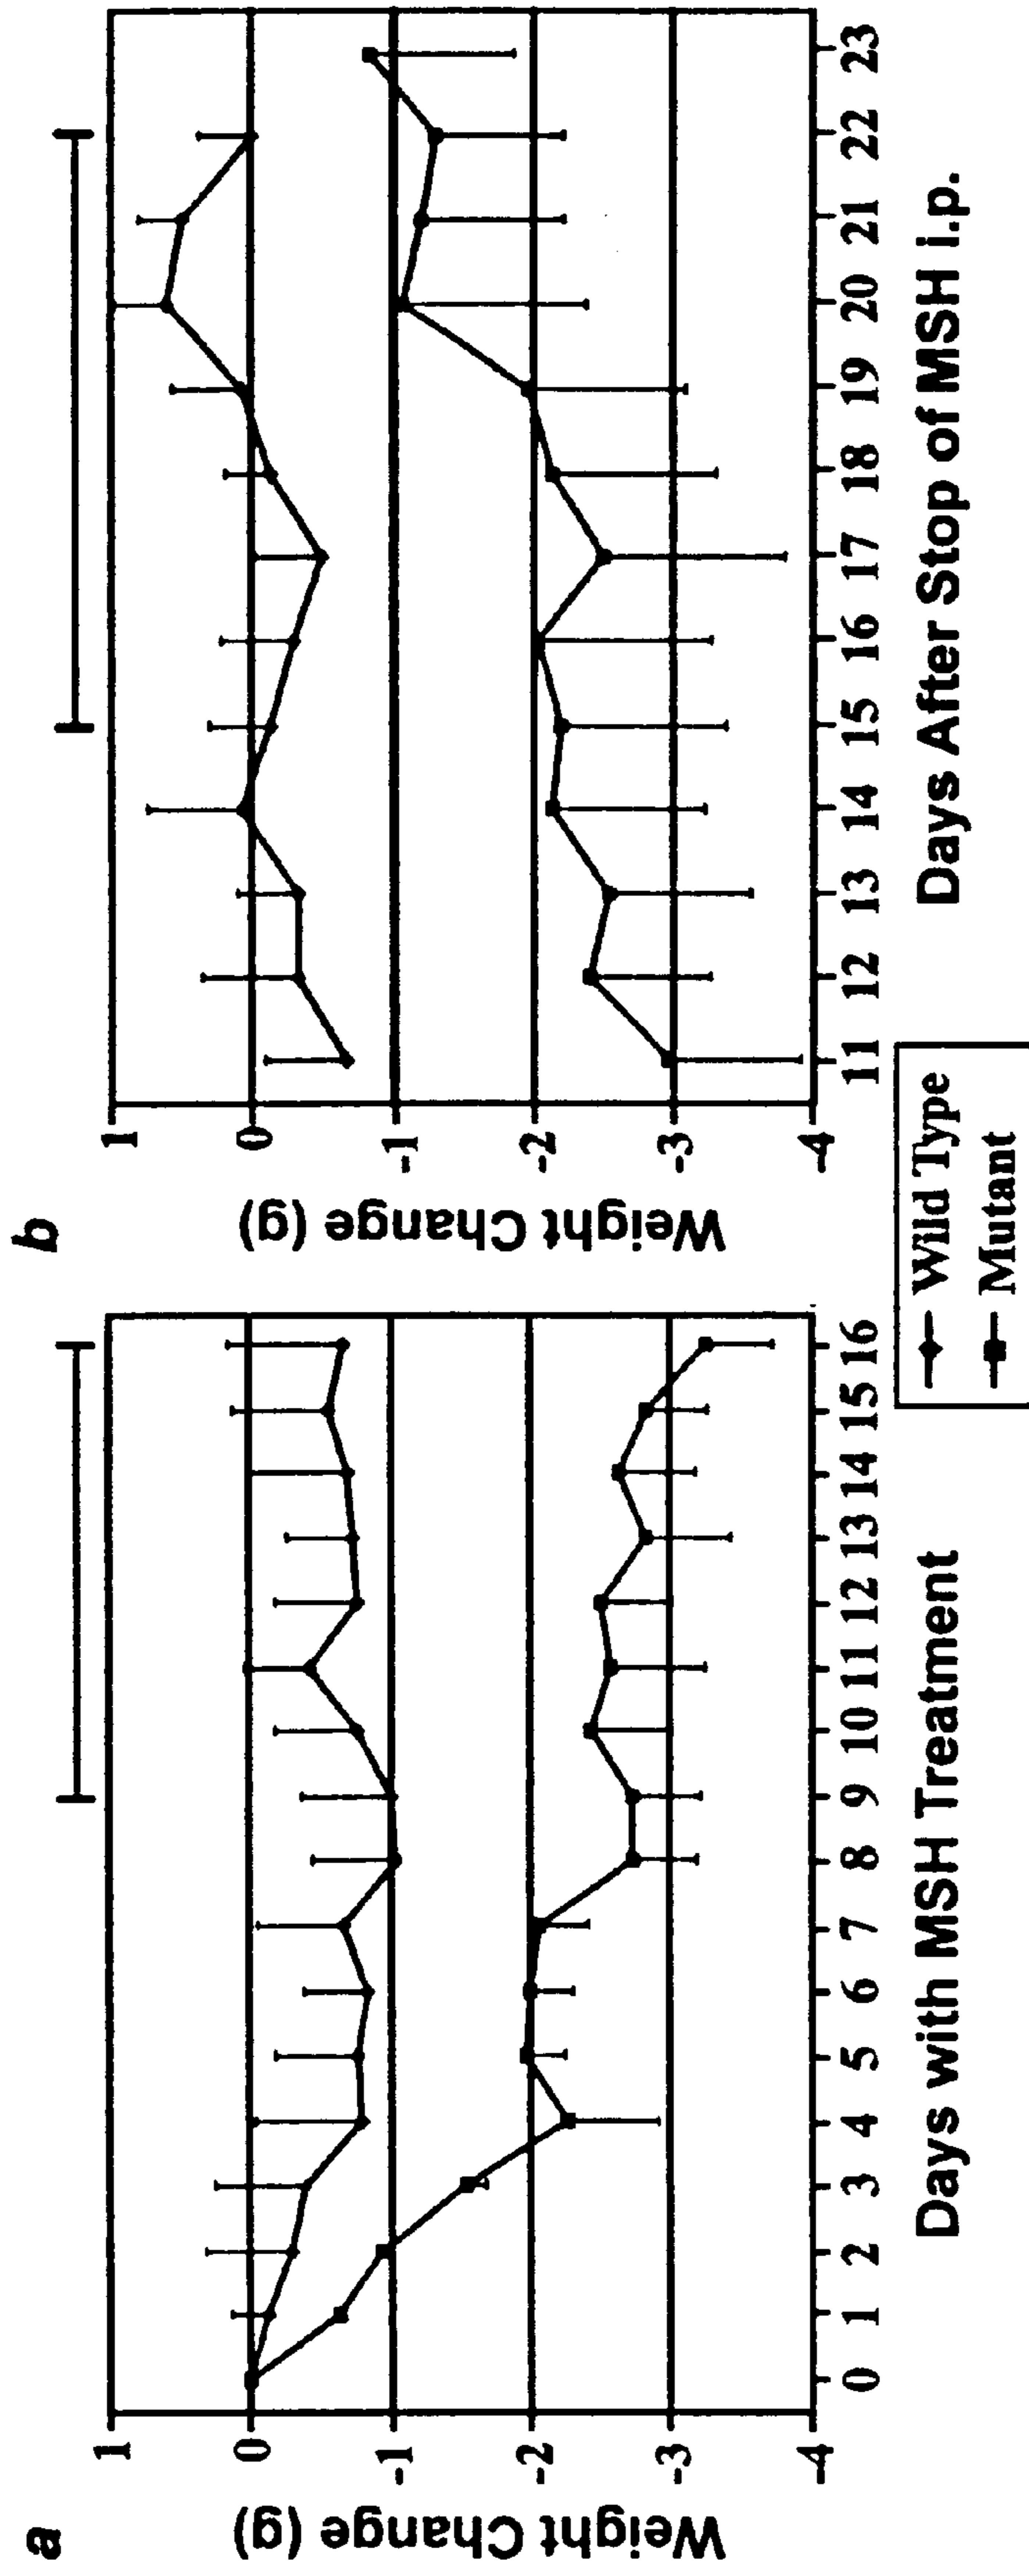 a
Weight Change (g)
1
0
-1
-2
-3
-4
0 1 2 3 4 5 6 7 8 9 10 11 12 13 14 15 16
Days with MSH Treatment
b
Weight Change (g)
1
0
-1
-2
-3
-4
11 12 13 14 15 16 17 18 19 20 21 22 23
Days After Stop of MSH i.p.
Wild Type
Mutant